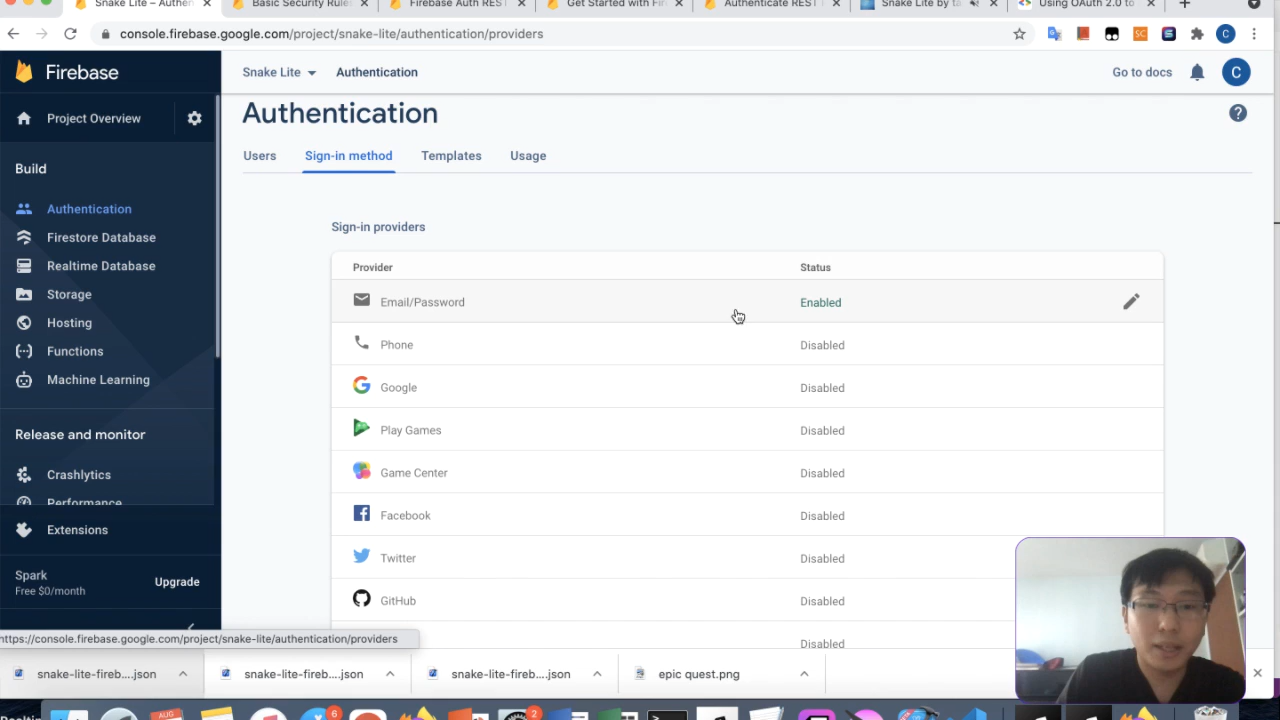 Snake Lite – Authen
Basic Security Rules
Firebase Auth REST
Get Started with Fir
Authenticate REST
Snake Lite by ta
Using OAuth 2.0 to
console.firebase.google.com/project/snake-lite/authentication/providers
C
Firebase
Snake Lite
Authentication
Go to docs
C
Project Overview
Authentication
Users
Sign-in method
Templates
Usage
Build
Authentication
Firestore Database
Realtime Database
Storage
Hosting
Functions
Machine Learning
Release and monitor
Crashlytics
Performance
Extensions
Spark
Free $0/month
Upgrade
Sign-in providers
Provider
Status
Email/Password
Enabled
Phone
Disabled
Google
Disabled
Play Games
Disabled
Game Center
Disabled
Facebook
Disabled
Twitter
Disabled
GitHub
Disabled
Disabled
https://console.firebase.google.com/project/snake-lite/authentication/providers
snake-lite-fireb....json
snake-lite-fireb....json
snake-lite-fireb....json
epic quest.png
AUG
6
2